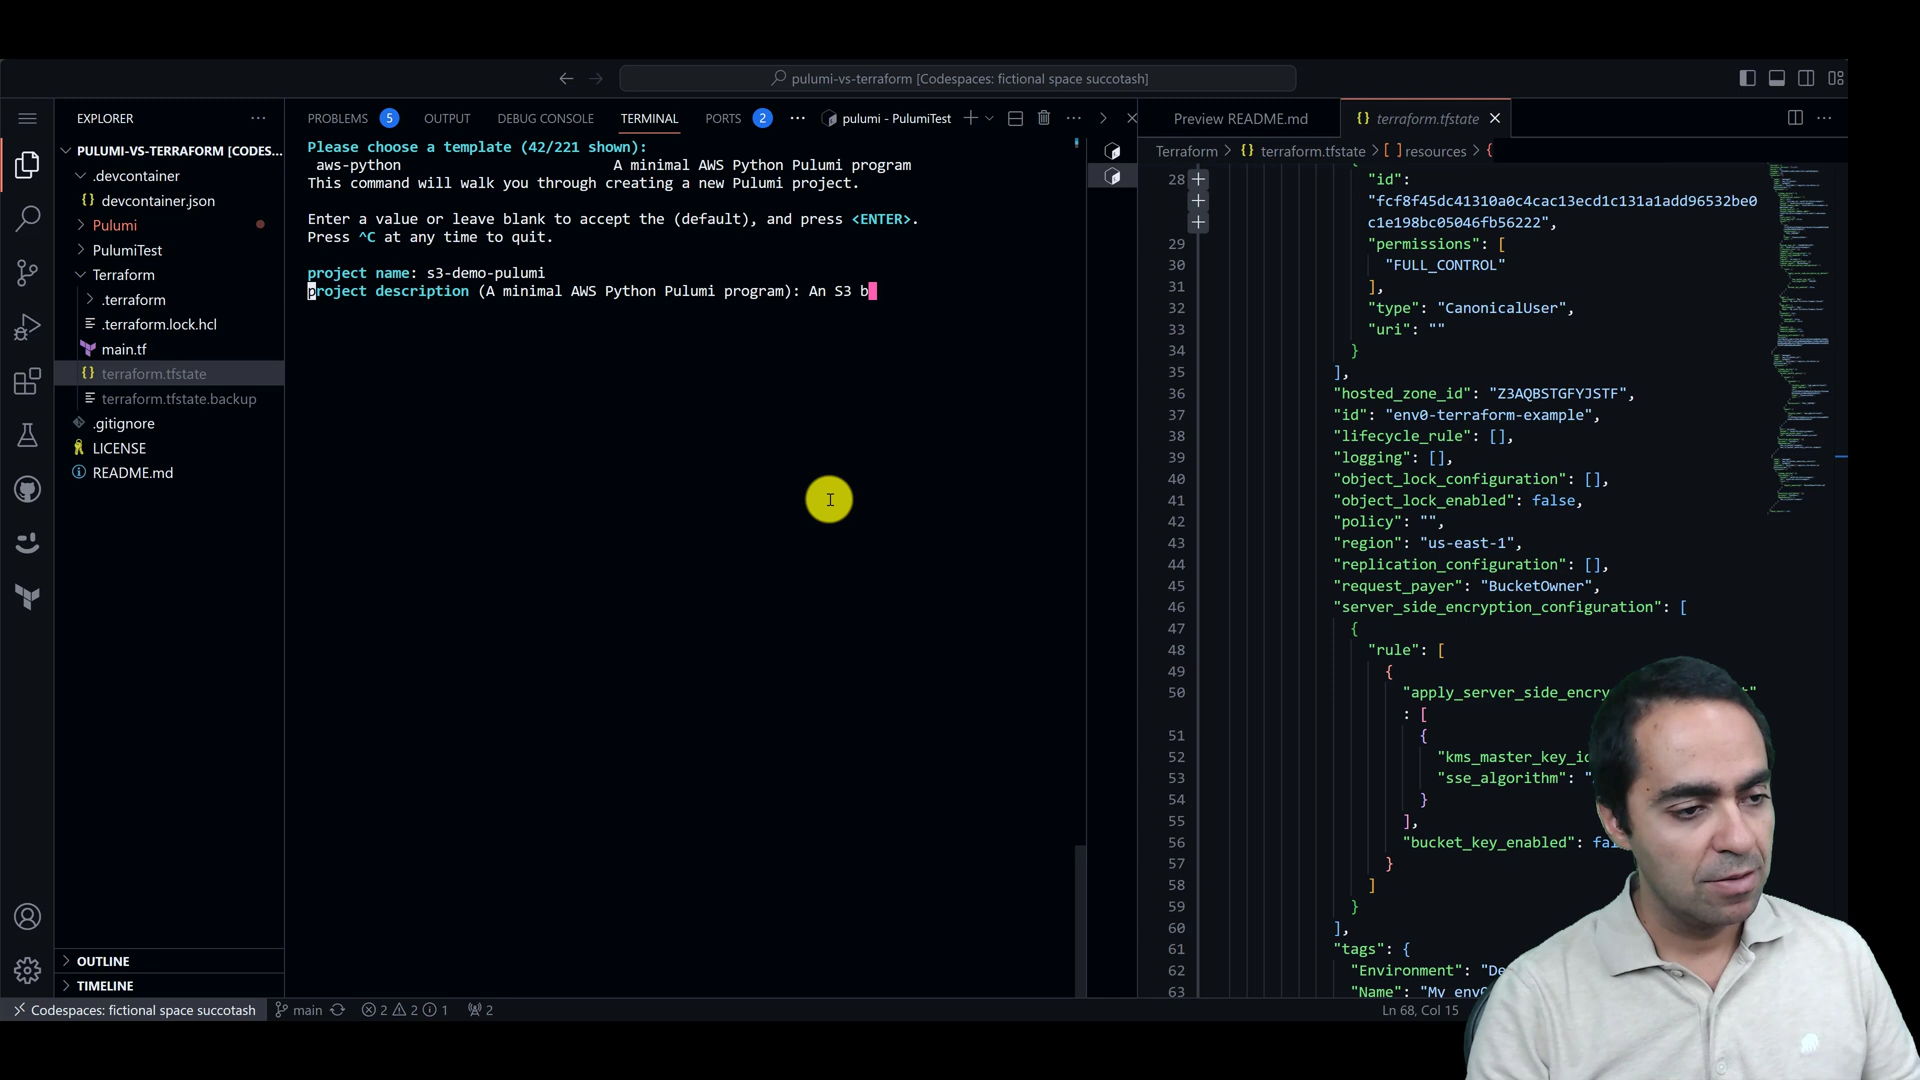 pulumi-vs-terraform [Codespaces: fictional space succotash]
EXPLORER
PULUMI-VS-TERRAFORM [CODES...
.devcontainer
devcontainer.json
Pulumi
PulumiTest
Terraform
.terraform
.terraform.lock.hcl
main.tf
terraform.tfstate
terraform.tfstate.backup
.gitignore
LICENSE
README.md
OUTLINE
TIMELINE
PROBLEMS 5 OUTPUT DEBUG CONSOLE TERMINAL PORTS 2 pulumi - PulumiTest
Please choose a template (42/221 shown):
aws-python A minimal AWS Python Pulumi program
This command will walk you through creating a new Pulumi project.
Enter a value or leave blank to accept the (default), and press <ENTER>.
Press ^C at any time to quit.
project name: s3-demo-pulumi
project description (A minimal AWS Python Pulumi program): An S3 b
Preview README.md terraform.tfstate
Terraform > terraform.tfstate > [ ] resources > {
28 "id":
"fcf8f45dc41310a0c4cac13ecd1c131a1add96532be0
c1e198bc05046fb56222",
29 "permissions": [
30 "FULL_CONTROL"
31 ],
32 "type": "CanonicalUser",
33 "uri": ""
34 }
35 ],
36 "hosted_zone_id": "Z3AQBSTGFYJSTF",
37 "id": "env0-terraform-example",
38 "lifecycle_rule": [],
39 "logging": [],
40 "object_lock_configuration": [],
41 "object_lock_enabled": false,
42 "policy": "",
43 "region": "us-east-1",
44 "replication_configuration": [],
45 "request_payer": "BucketOwner",
46 "server_side_encryption_configuration": [
47 {
48 "rule": [
49 {
50 "apply_server_side_encry
: [
51 {
52 "kms_master_key_id
53 "sse_algorithm": "
54 }
55 ],
56 "bucket_key_enabled": fal
57 }
58 ]
59 }
60 ],
61 "tags": {
62 "Environment": "De
63 "Name": "My env0
Codespaces: fictional space succotash main 2 2 1 2 Ln 68, Col 15